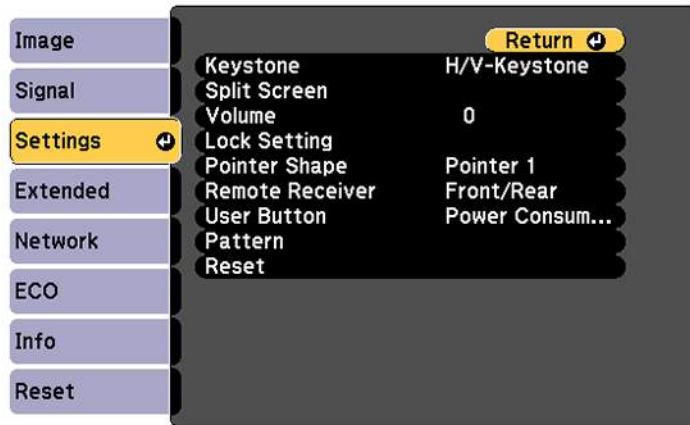 Image
Signal
Settings
Extended
Network
ECO
Info
Reset
Return
Keystone H/V-Keystone
Split Screen
Volume 0
Lock Setting
Pointer Shape Pointer 1
Remote Receiver Front/Rear
User Button Power Consum...
Pattern
Reset